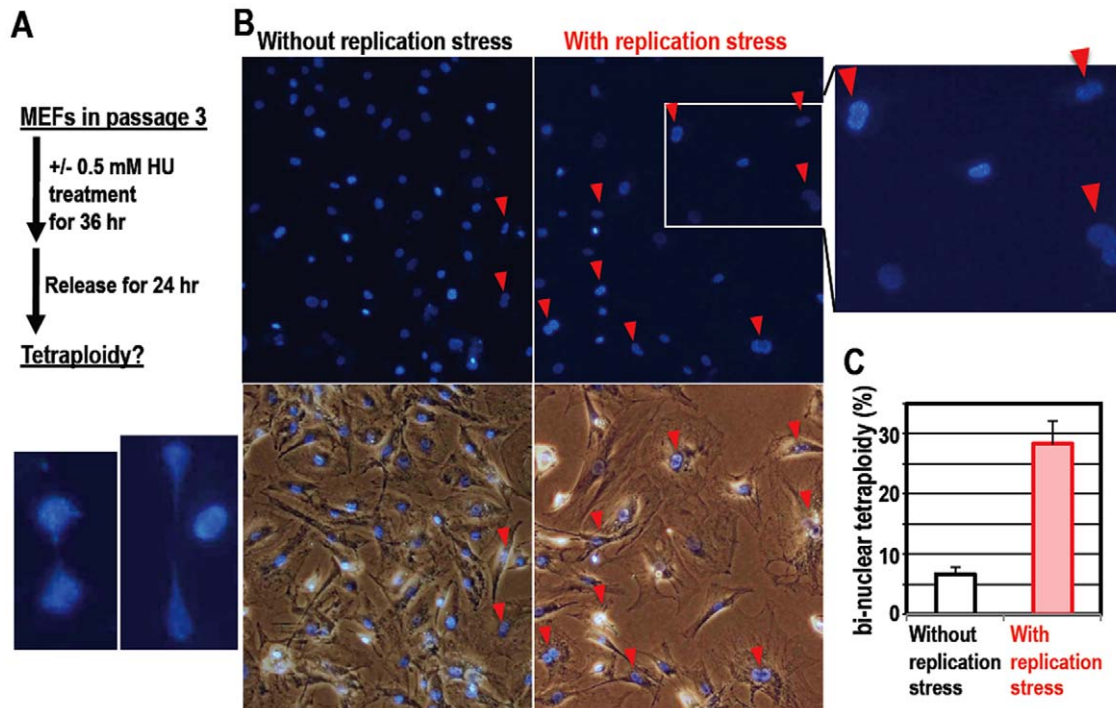 A
MEFs in passage 3
+/- 0.5 mM HU
treatment
for 36 hr
Release for 24 hr
Tetraploidy?
B
Without replication stress
With replication stress
C
bi-nuclear tetraploidy (%)
30
20
10
0
Without
replication
stress
With
replication
stress